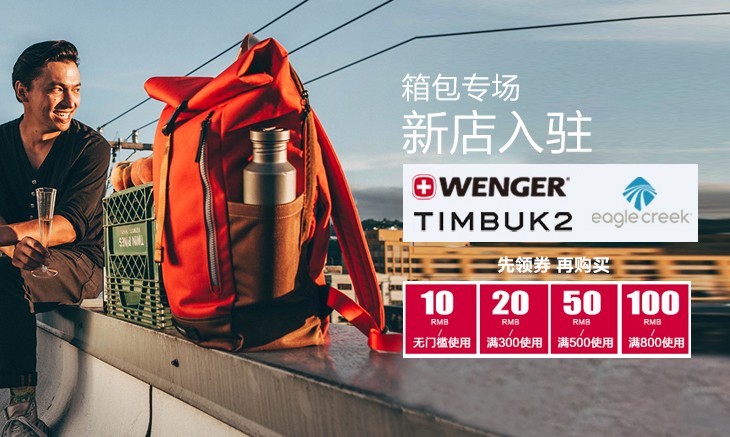 箱包专场
新店入驻
WENGER®
TIMBUK2
eagle creek
先领券 再购买
10 RMB / 无门槛使用
20 RMB / 满300使用
50 RMB / 满500使用
100 RMB / 满800使用
TWIN PINES